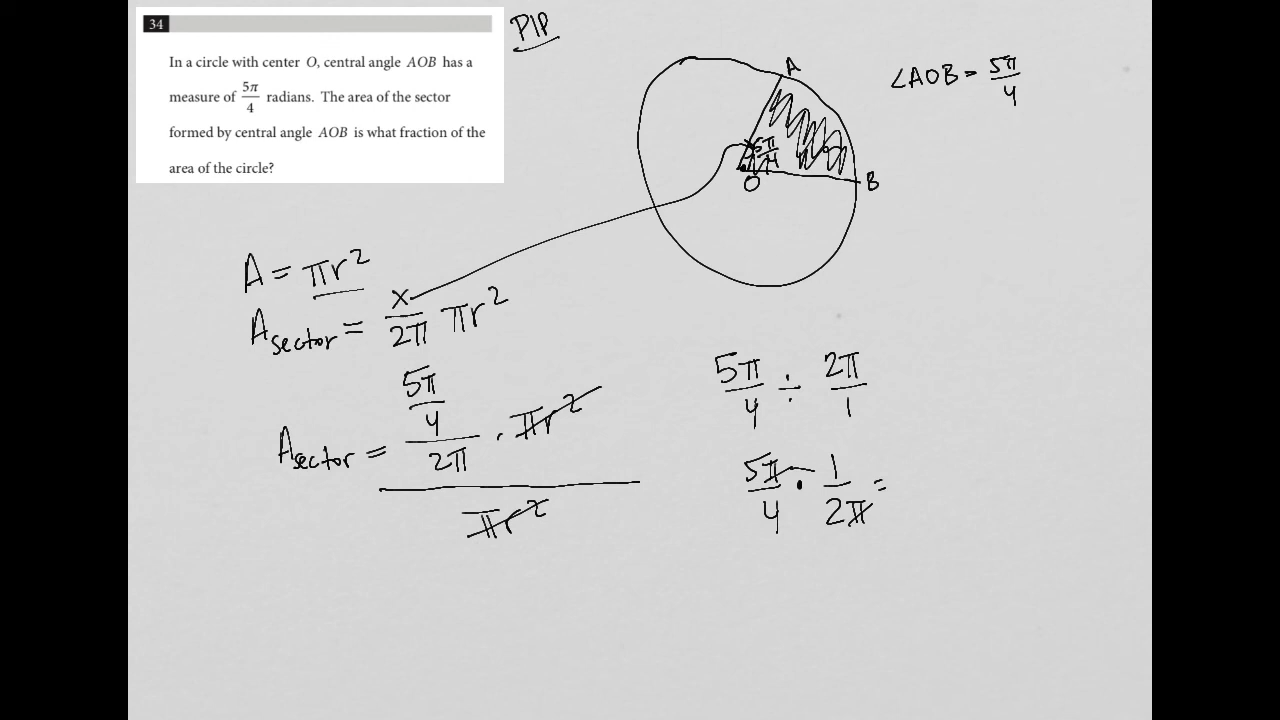 34
In a circle with center O, central angle AOB has a
measure of 5π/4 radians. The area of the sector
formed by central angle AOB is what fraction of the
area of the circle?
PIP
A
∠AOB = 5π/4
5π/4
O
B
A = πr²
A sector = x/2π πr²
A sector = 5π/4 / 2π · πr²
πr²
5π/4 ÷ 2π/1
5π/4 · 1/2π =